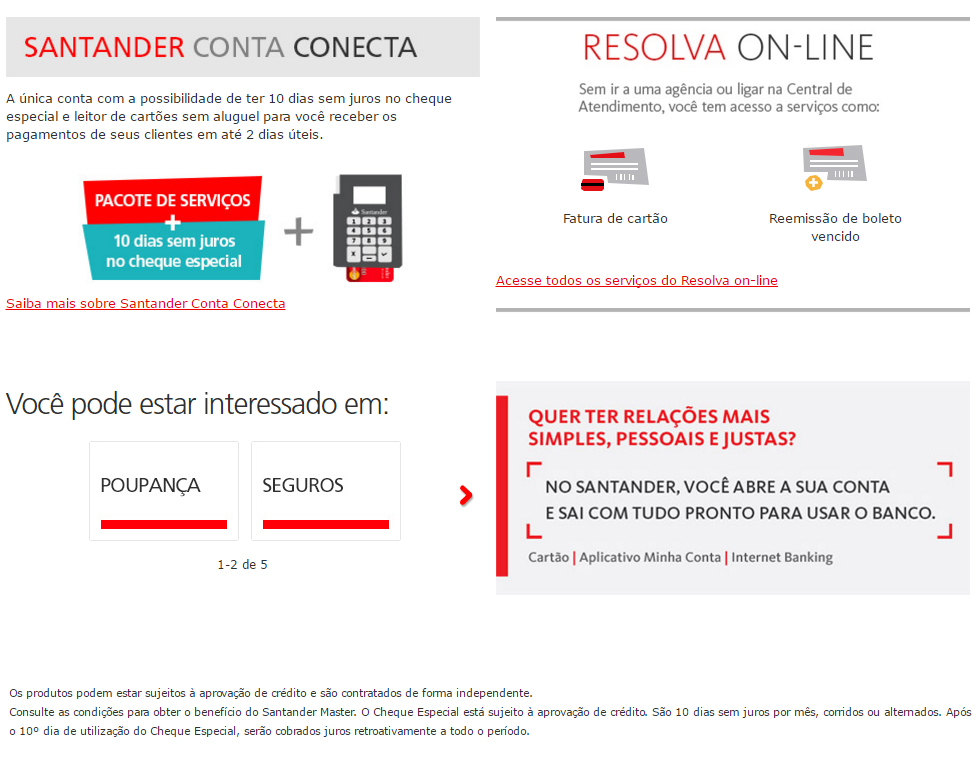 SANTANDER CONTA CONECTA
A única conta com a possibilidade de ter 10 dias sem juros no cheque
especial e leitor de cartões sem aluguel para você receber os
pagamentos de seus clientes em até 2 dias úteis.
PACOTE DE SERVIÇOS
+
10 dias sem juros
no cheque especial
+
Santander
1 2 3
4 5 6
7 8 9
Saiba mais sobre Santander Conta Conecta
RESOLVA ON-LINE
Sem ir a uma agência ou ligar na Central de
Atendimento, você tem acesso a serviços como:
Fatura de cartão
Reemissão de boleto
vencido
Acesse todos os serviços do Resolva on-line
Você pode estar interessado em:
POUPANÇA
SEGUROS
1-2 de 5
QUER TER RELAÇÕES MAIS
SIMPLES, PESSOAIS E JUSTAS?
NO SANTANDER, VOCÊ ABRE A SUA CONTA
E SAI COM TUDO PRONTO PARA USAR O BANCO.
Cartão | Aplicativo Minha Conta | Internet Banking
Os produtos podem estar sujeitos à aprovação de crédito e são contratados de forma independente.
Consulte as condições para obter o benefício do Santander Master. O Cheque Especial está sujeito à aprovação de crédito. São 10 dias sem juros por mês, corridos ou alternados. Após
o 10º dia de utilização do Cheque Especial, serão cobrados juros retroativamente a todo o período.